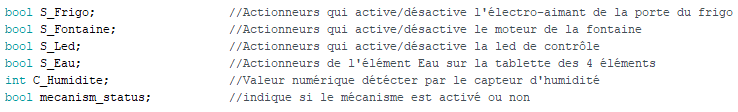 bool S_Frigo; //Actionneurs qui active/désactive l'électro-aimant de la porte du frigo
bool S_Fontaine; //Actionneurs qui active/désactive le moteur de la fontaine
bool S_Led; //Actionneurs qui active/désactive la led de contrôle
bool S_Eau; //Actionneurs de l'élément Eau sur la tablette des 4 éléments
int C_Humidite; //Valeur numérique détécter par le capteur d'humidité
bool mecanism_status; //indique si le mécanisme est activé ou non